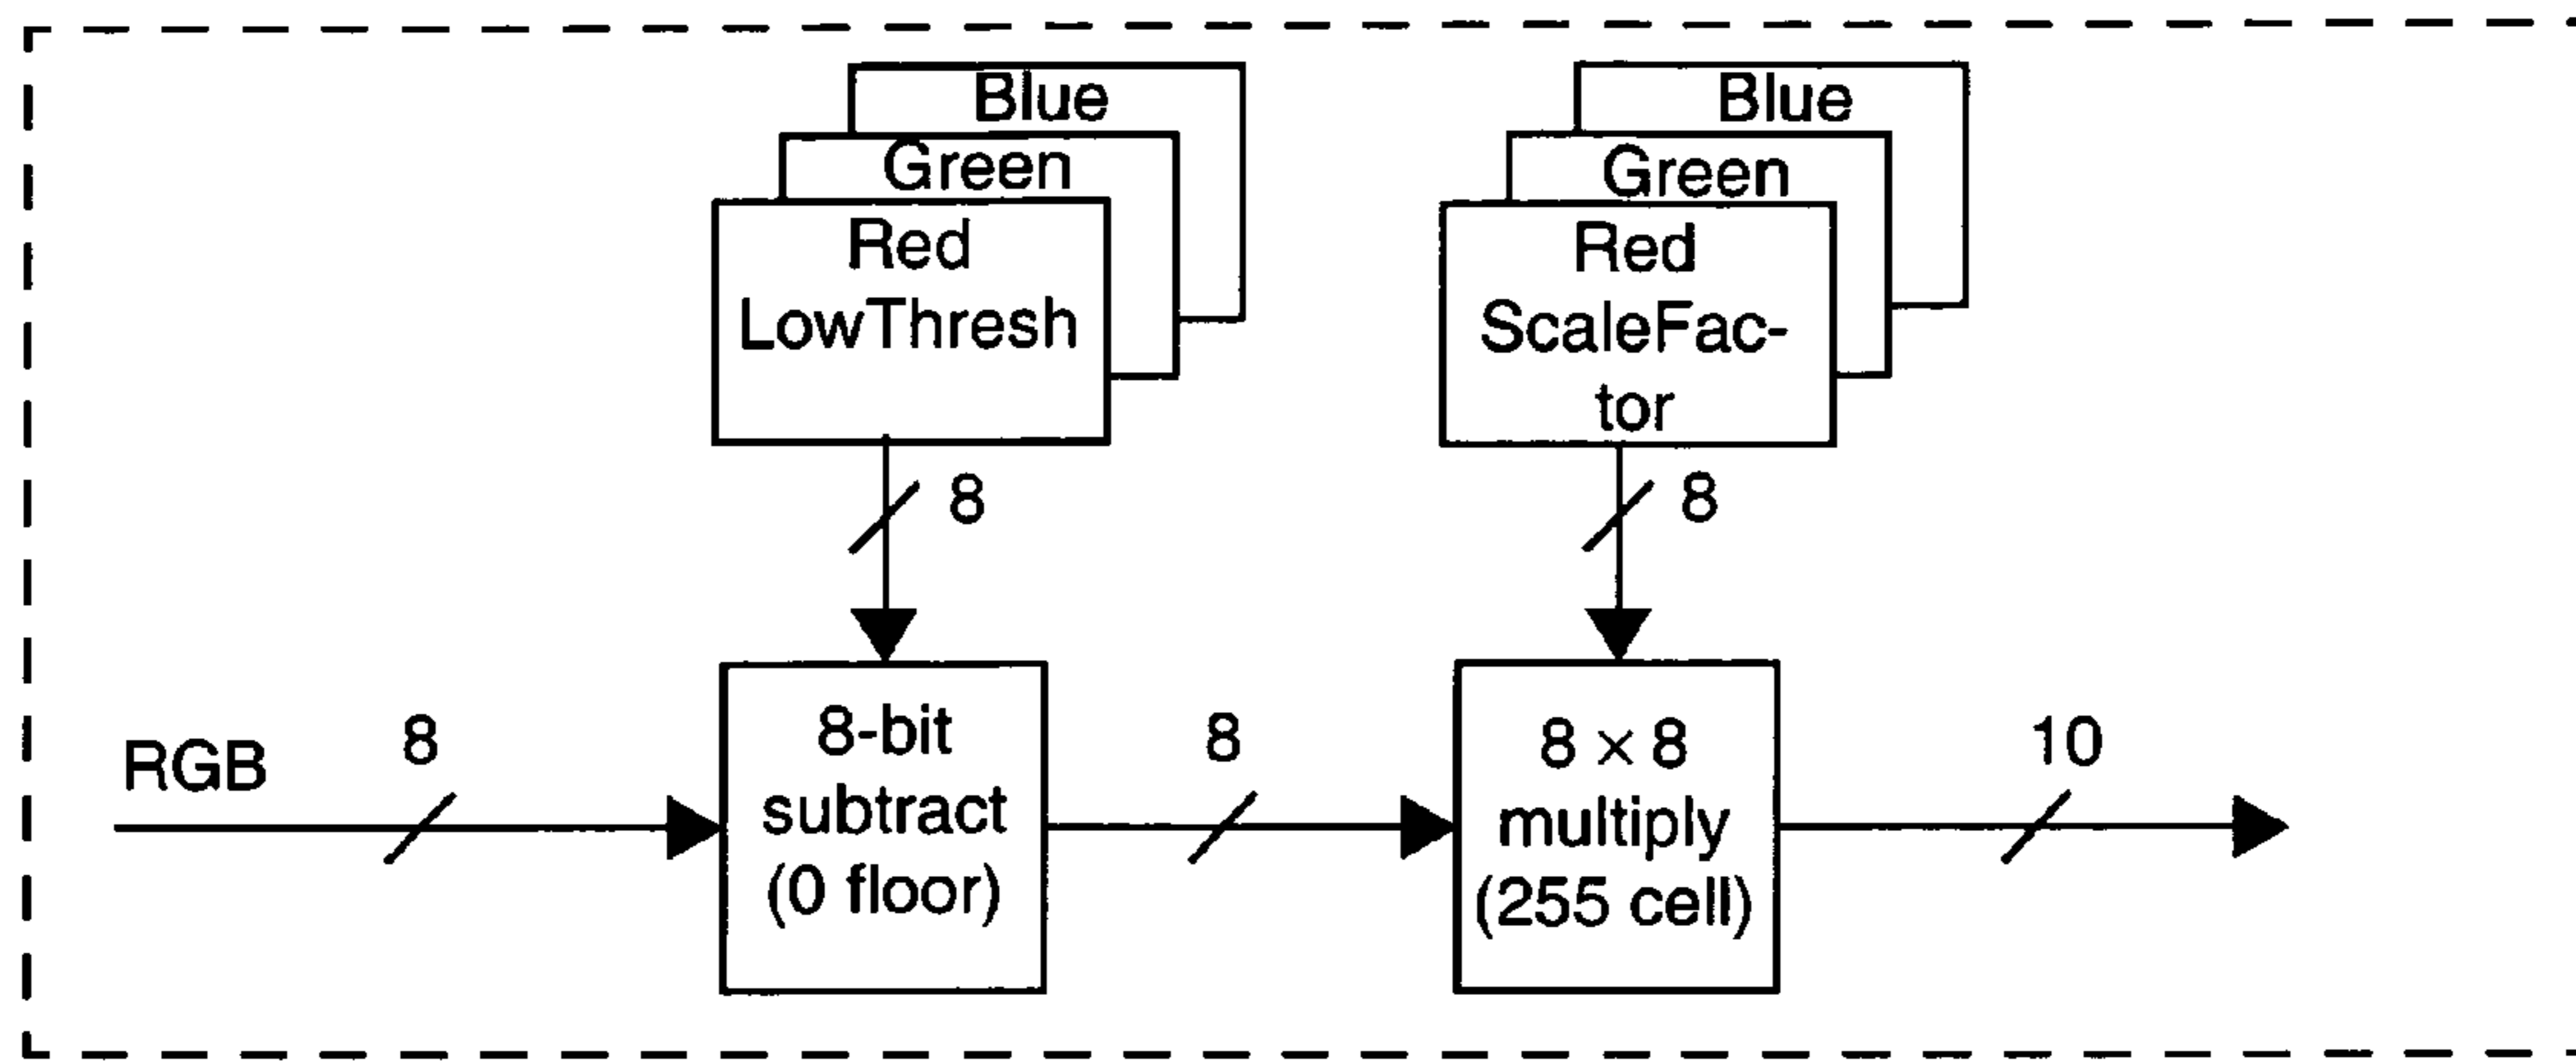 Blue
Green
Red
LowThresh
Blue
Green
Red
ScaleFac-
tor
8
8
RGB
8
8-bit
subtract
(0 floor)
8
8 × 8
multiply
(255 cell)
10